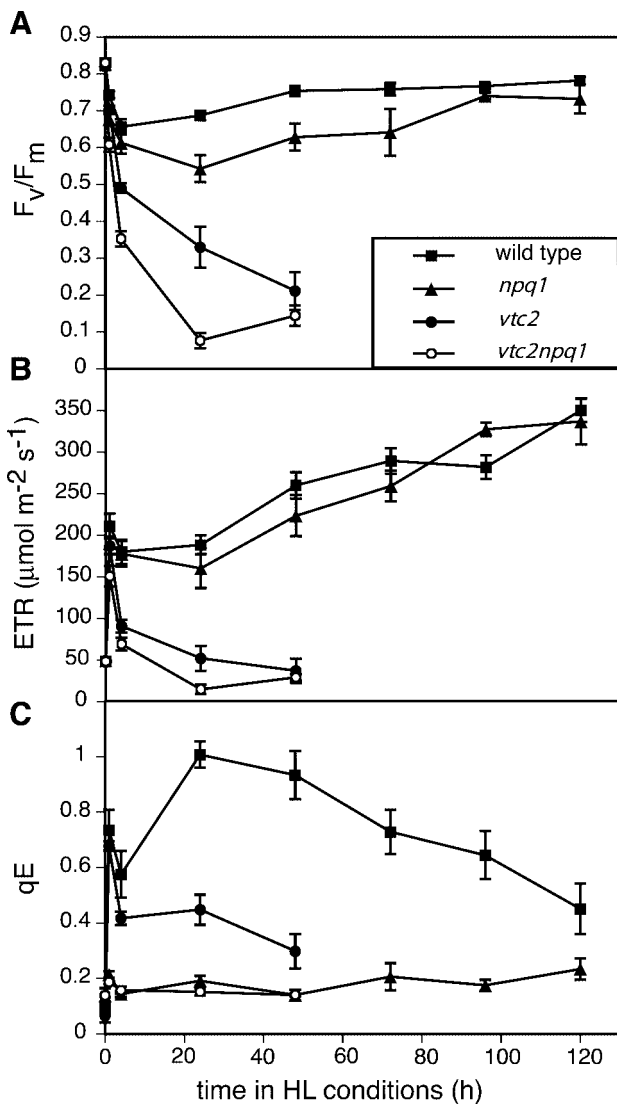 A
0.9
0.8
0.7
0.6
0.5
0.4
0.3
0.2
0.1
0
Fv/Fm
wild type
npq1
vtc2
vtc2npq1
B
350
300
250
200
150
100
50
0
ETR (µmol m-2 s-1)
C
1
0.8
0.6
0.4
0.2
0
qE
0 20 40 60 80 100 120
time in HL conditions (h)